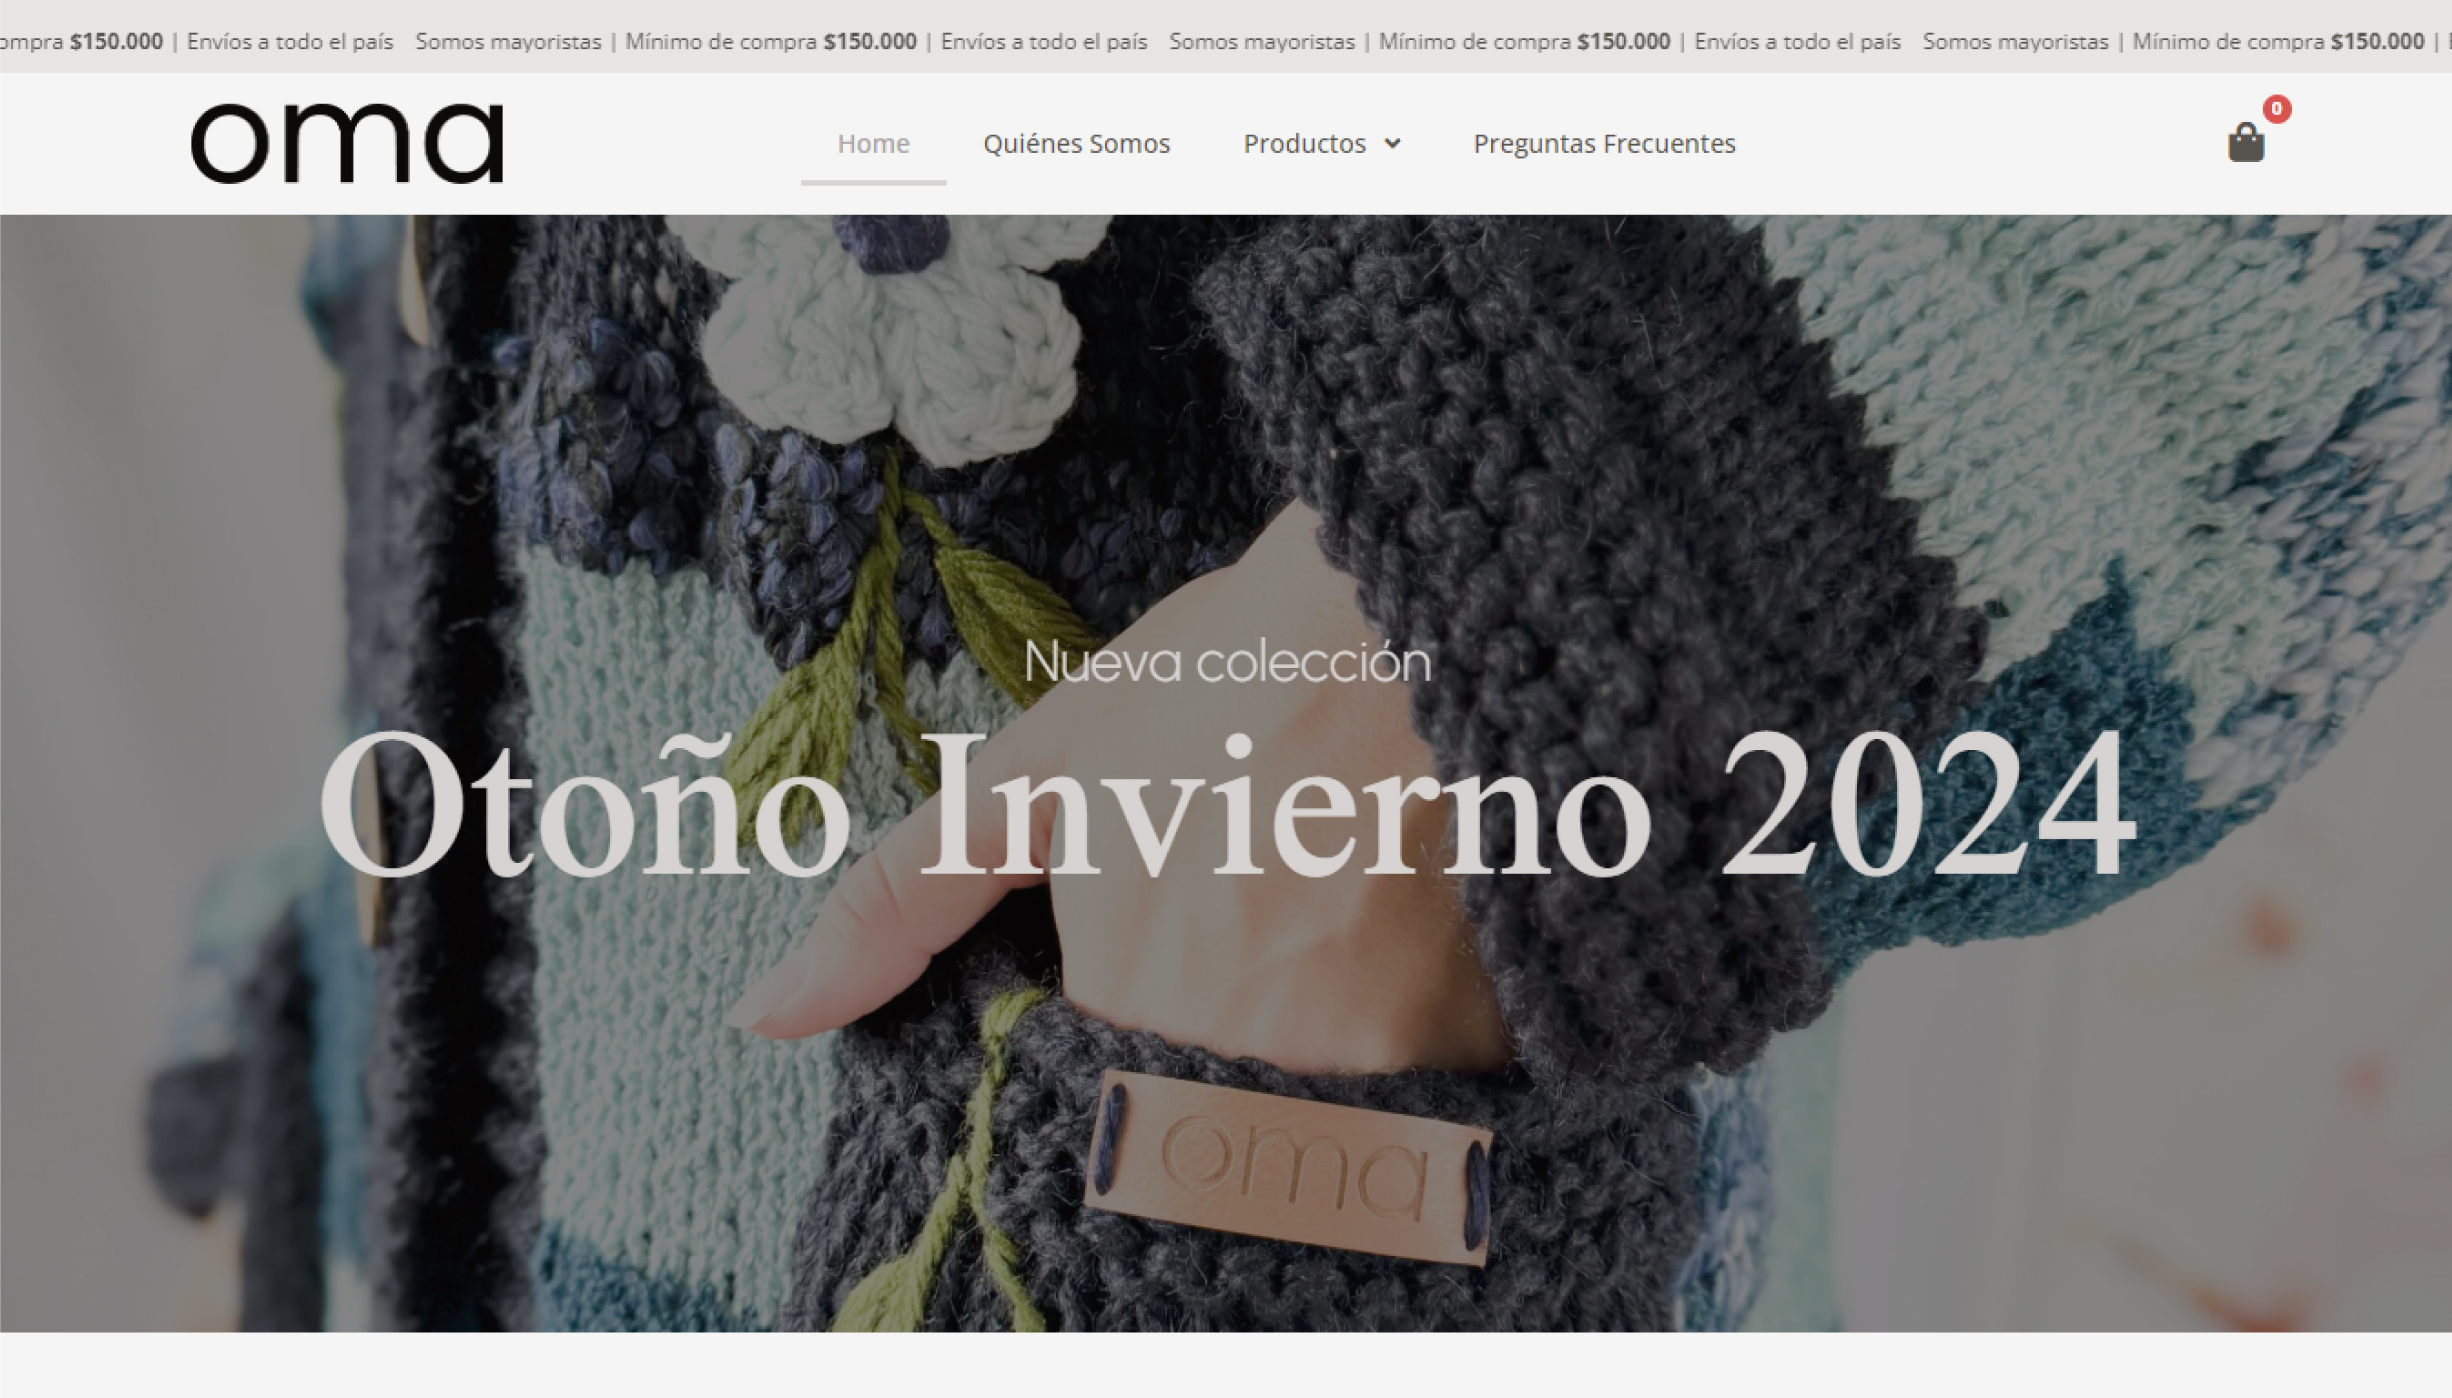 ompra $150.000 | Envíos a todo el país Somos mayoristas | Mínimo de compra $150.000 | Envíos a todo el país Somos mayoristas | Mínimo de compra $150.000 | Envíos a todo el país Somos mayoristas | Mínimo de compra $150.000 |
oma
Home Quiénes Somos Productos Preguntas Frecuentes
0
Nueva colección
Otoño Invierno 2024
oma